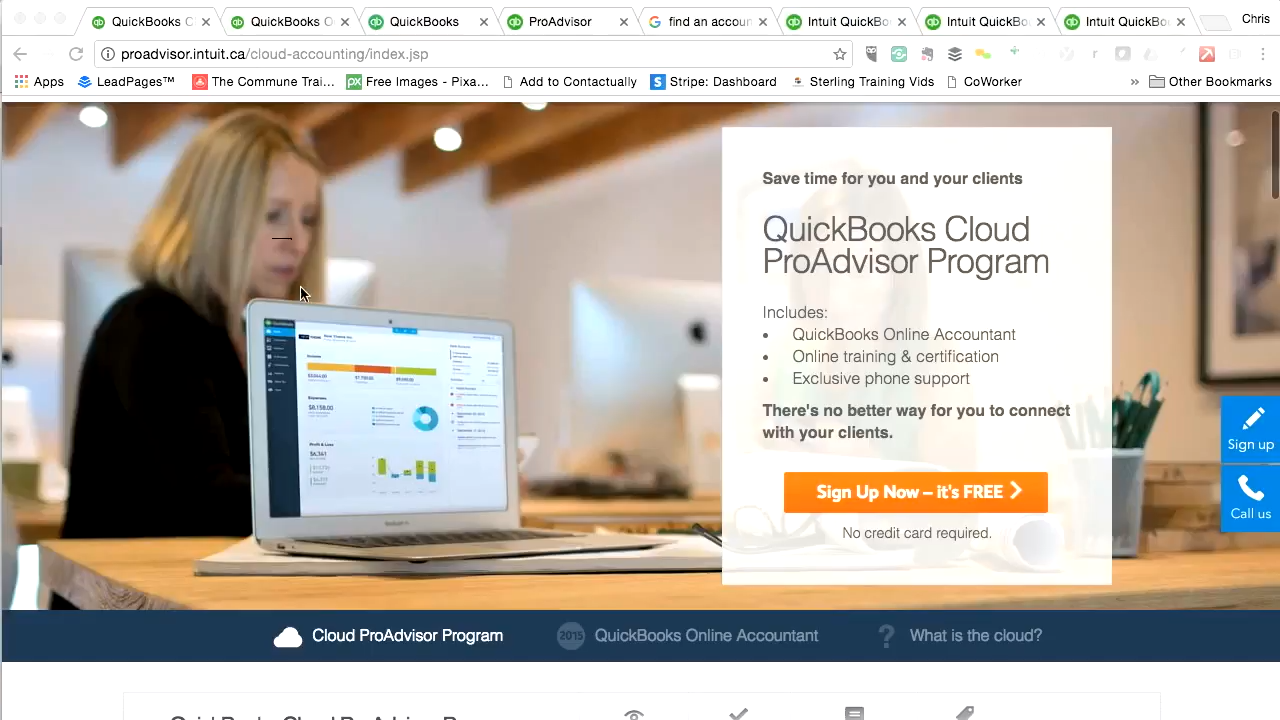 QuickBooks C
QuickBooks O
QuickBooks
ProAdvisor
find an accoun
Intuit QuickBo
Intuit QuickBo
Intuit QuickBo
Chris
proadvisor.intuit.ca/cloud-accounting/index.jsp
Apps
LeadPages™
The Commune Trai...
Free Images - Pixa...
Add to Contactually
Stripe: Dashboard
Sterling Training Vids
CoWorker
Other Bookmarks
Save time for you and your clients
QuickBooks Cloud
ProAdvisor Program
Includes:
• QuickBooks Online Accountant
• Online training & certification
• Exclusive phone support
There's no better way for you to connect
with your clients.
Sign Up Now – it's FREE
No credit card required.
Sign up
Call us
Cloud ProAdvisor Program
2015
QuickBooks Online Accountant
? What is the cloud?